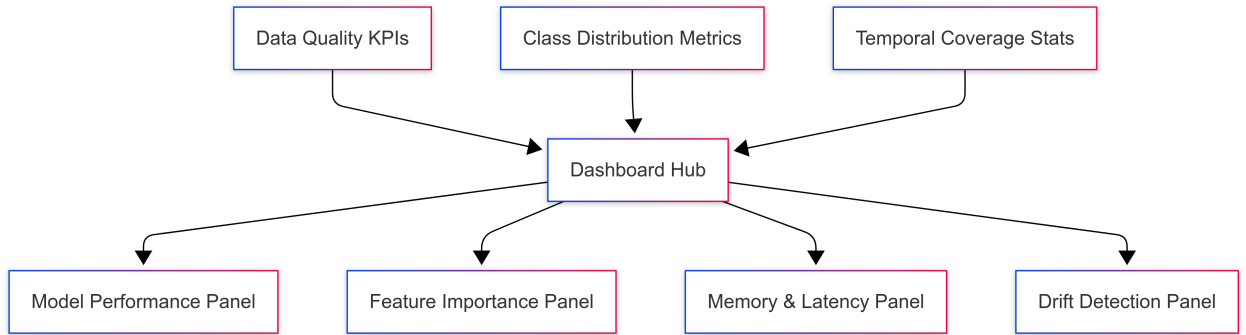 Data Quality KPIs
Class Distribution Metrics
Temporal Coverage Stats
Dashboard Hub
Model Performance Panel
Feature Importance Panel
Memory & Latency Panel
Drift Detection Panel